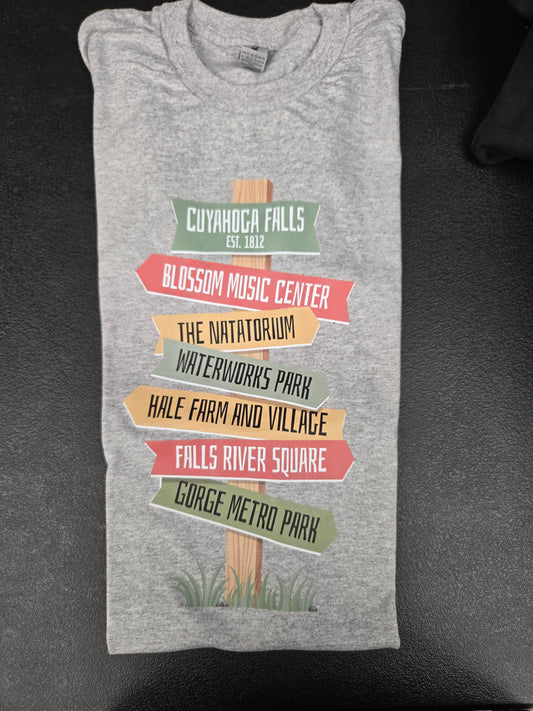 CUYAHOGA FALLS
EST. 1812
BLOSSOM MUSIC CENTER
THE NATATORIUM
WATERWORKS PARK
HALE FARM AND VILLAGE
FALLS RIVER SQUARE
GORGE METRO PARK